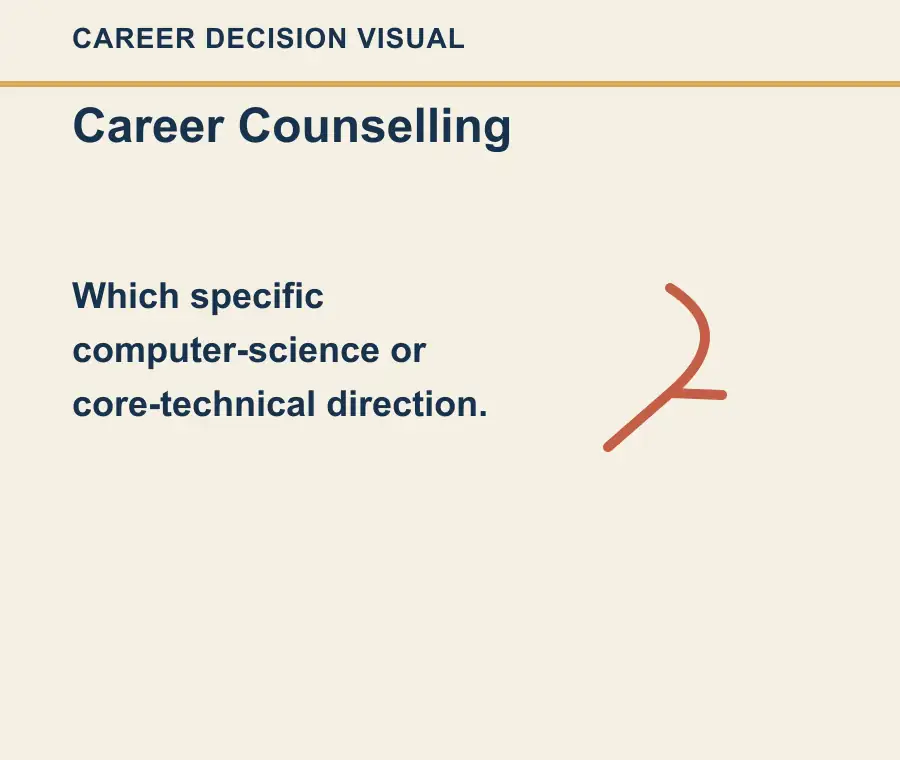 CAREER DECISION VISUAL
Career Counselling
Which specific
computer-science or
core-technical direction.